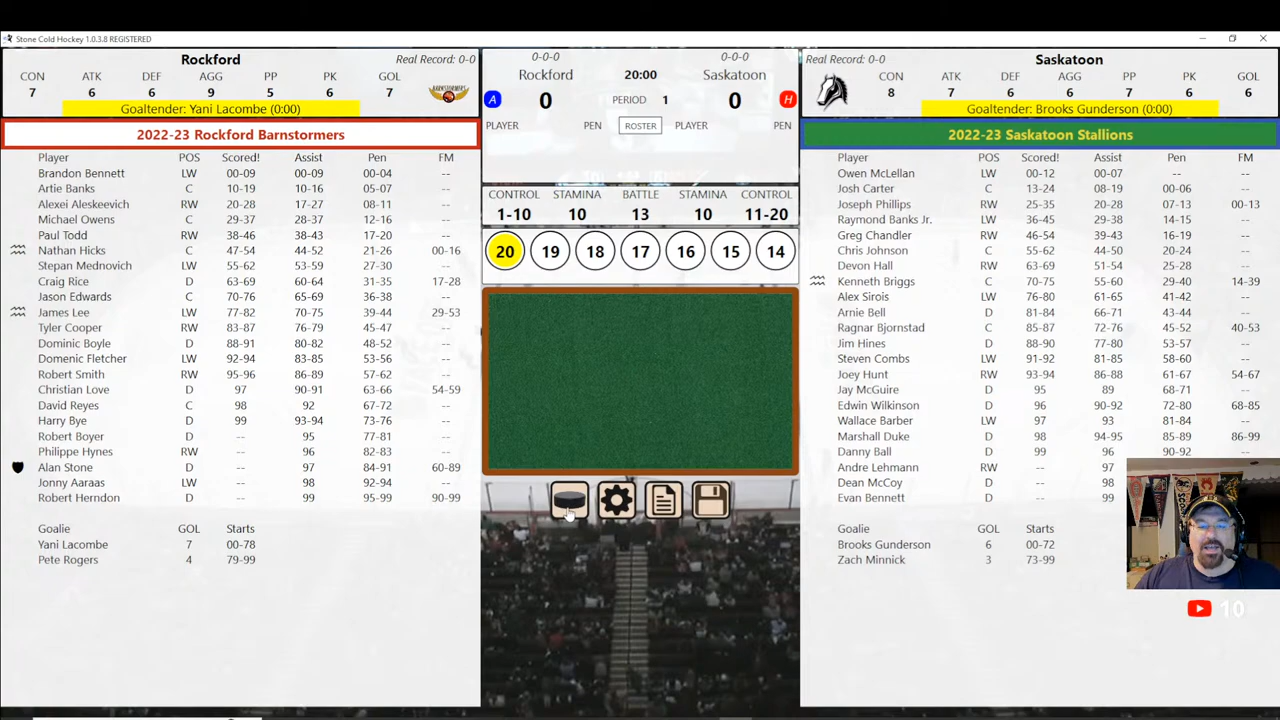 Stone Cold Hockey 1.0.3.8 REGISTERED
Rockford Real Record: 0-0
CON ATK DEF AGG PP PK GOL
7 6 6 9 5 6 7
Goaltender: Yani Lacombe (0:00)
BARNSTORMERS
2022-23 Rockford Barnstormers
Player POS Scored! Assist Pen FM
Brandon Bennett LW 00-09 00-09 00-04 --
Artie Banks C 10-19 10-16 05-07 --
Alexei Aleskeevich RW 20-28 17-27 08-11 --
Michael Owens C 29-37 28-37 12-16 --
Paul Todd RW 38-46 38-43 17-20 --
Nathan Hicks C 47-54 44-52 21-26 00-16
Stepan Mednovich LW 55-62 53-59 27-30 --
Craig Rice D 63-69 60-64 31-35 17-28
Jason Edwards C 70-76 65-69 36-38 --
James Lee LW 77-82 70-75 39-44 29-53
Tyler Cooper RW 83-87 76-79 45-47 --
Dominic Boyle D 88-91 80-82 48-52 --
Domenic Fletcher LW 92-94 83-85 53-56 --
Robert Smith RW 95-96 86-89 57-62 --
Christian Love D 97 90-91 63-66 54-59
David Reyes C 98 92 67-72 --
Harry Bye D 99 93-94 73-76 --
Robert Boyer D -- 95 77-81 --
Philippe Hynes RW -- 96 82-83 --
Alan Stone D -- 97 84-91 60-89
Jonny Aaraas LW -- 98 92-94 --
Robert Herndon D -- 99 95-99 90-99
Goalie GOL Starts
Yani Lacombe 7 00-78
Pete Rogers 4 79-99
0-0-0 0-0-0
Rockford 20:00 Saskatoon
A 0 PERIOD 1 0 H
PLAYER PEN ROSTER PLAYER PEN
CONTROL STAMINA BATTLE STAMINA CONTROL
1-10 10 13 10 11-20
20 19 18 17 16 15 14
Real Record: 0-0 Saskatoon
CON ATK DEF AGG PP PK GOL
8 7 6 6 7 6 6
Goaltender: Brooks Gunderson (0:00)
2022-23 Saskatoon Stallions
Player POS Scored! Assist Pen FM
Owen McLellan LW 00-12 00-07 -- --
Josh Carter C 13-24 08-19 00-06 --
Joseph Phillips RW 25-35 20-28 07-13 00-13
Raymond Banks Jr. LW 36-45 29-38 14-15 --
Greg Chandler RW 46-54 39-43 16-19 --
Chris Johnson C 55-62 44-50 20-24 --
Devon Hall RW 63-69 51-54 25-28 --
Kenneth Briggs C 70-75 55-60 29-40 14-39
Alex Sirois LW 76-80 61-65 41-42 --
Arnie Bell D 81-84 66-71 43-44 --
Ragnar Bjornstad C 85-87 72-76 45-52 40-53
Jim Hines D 88-90 77-80 53-57 --
Steven Combs LW 91-92 81-85 58-60 --
Joey Hunt RW 93-94 86-88 61-67 54-67
Jay McGuire D 95 89 68-71 --
Edwin Wilkinson D 96 90-92 72-80 68-85
Wallace Barber LW 97 93 81-84 --
Marshall Duke D 98 94-95 85-89 86-99
Danny Ball D 99 96 90-92
Andre Lehmann RW -- 97
Dean McCoy LW -- 98
Evan Bennett D -- 99
Goalie GOL Starts
Brooks Gunderson 6 00-72
Zach Minnick 3 73-99
10